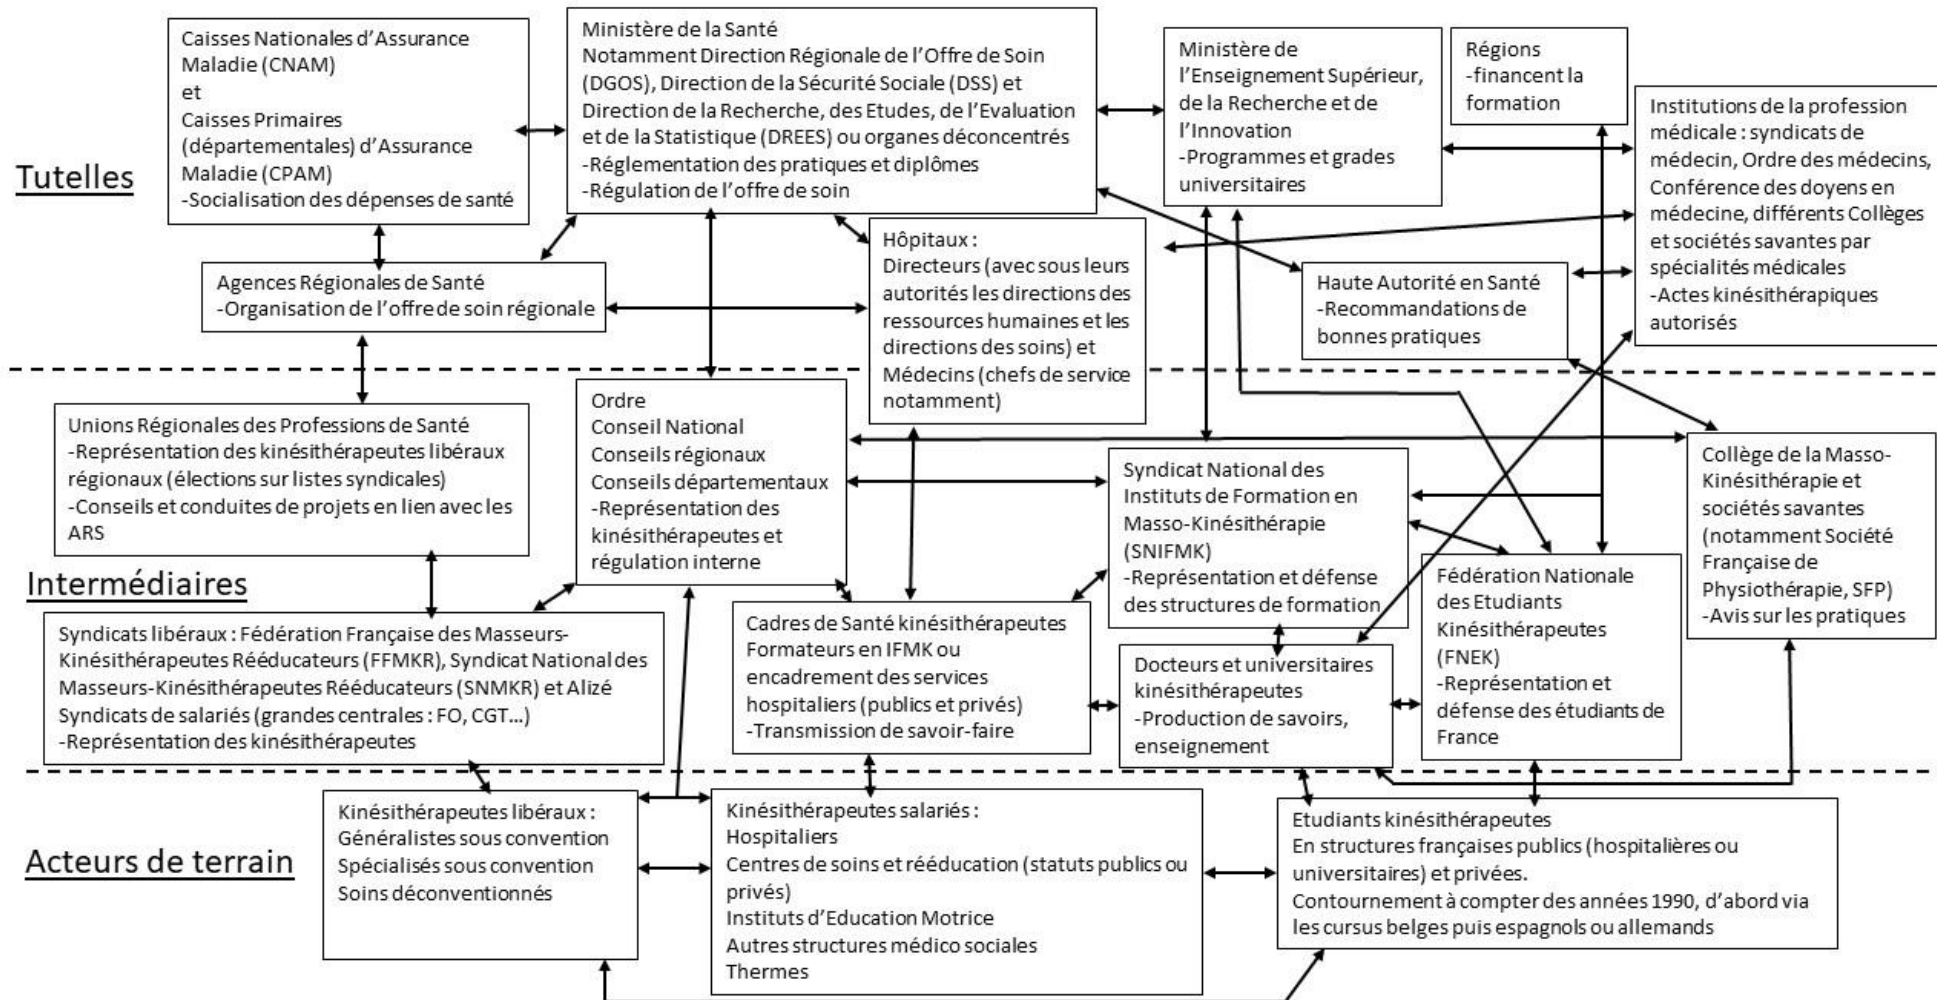 Tutelles
Caisses Nationales d'Assurance
Maladie (CNAM)
et
Caisses Primaires
(départementales) d'Assurance
Maladie (CPAM)
-Socialisation des dépenses de santé
Ministère de la Santé
Notamment Direction Régionale de l'Offre de Soin
(DGOS), Direction de la Sécurité Sociale (DSS) et
Direction de la Recherche, des Etudes, de l'Evaluation
et de la Statistique (DREES) ou organes déconcentrés
-Réglementation des pratiques et diplômes
-Régulation de l'offre de soin
Ministère de
l'Enseignement Supérieur,
de la Recherche et de
l'Innovation
-Programmes et grades
universitaires
Régions
-financent la
formation
Institutions de la profession
médicale : syndicats de
médecin, Ordre des médecins,
Conférence des doyens en
médecine, différents Collèges
et sociétés savantes par
spécialités médicales
-Actes kinésithérapiques
autorisés
Agences Régionales de Santé
-Organisation de l'offre de soin régionale
Hôpitaux :
Directeurs (avec sous leurs
autorités les directions des
ressources humaines et les
directions des soins) et
Médecins (chefs de service
notamment)
Haute Autorité en Santé
-Recommandations de
bonnes pratiques
Intermédiaires
Unions Régionales des Professions de Santé
-Représentation des kinésithérapeutes libéraux
régionaux (élections sur listes syndicales)
-Conseils et conduites de projets en lien avec les
ARS
Ordre
Conseil National
Conseils régionaux
Conseils départementaux
-Représentation des
kinésithérapeutes et
régulation interne
Syndicat National des
Instituts de Formation en
Masso-Kinésithérapie
(SNIFMK)
-Représentation et défense
des structures de formation
Collège de la Masso-
Kinésithérapie et
sociétés savantes
(notamment Société
Française de
Physiothérapie, SFP)
-Avis sur les pratiques
Syndicats libéraux : Fédération Française des Masseurs-
Kinésithérapeutes Rééducateurs (FFMKR), Syndicat National des
Masseurs-Kinésithérapeutes Rééducateurs (SNMKR) et Alizé
Syndicats de salariés (grandes centrales : FO, CGT...)
-Représentation des kinésithérapeutes
Cadres de Santé kinésithérapeutes
Formateurs en IFMK ou
encadrement des services
hospitaliers (publics et privés)
-Transmission de savoir-faire
Docteurs et universitaires
kinésithérapeutes
-Production de savoirs,
enseignement
Fédération Nationale
des Etudiants
Kinésithérapeutes
(FNEK)
-Représentation et
défense des étudiants de
France
Acteurs de terrain
Kinésithérapeutes libéraux :
Généralistes sous convention
Spécialisés sous convention
Soins déconventionnés
Kinésithérapeutes salariés :
Hospitaliers
Centres de soins et rééducation (statuts publics ou
privés)
Instituts d'Education Motrice
Autres structures médico sociales
Thermes
Etudiants kinésithérapeutes
En structures françaises publics (hospitalières ou
universitaires) et privées.
Contournement à compter des années 1990, d'abord via
les cursus belges puis espagnols ou allemands